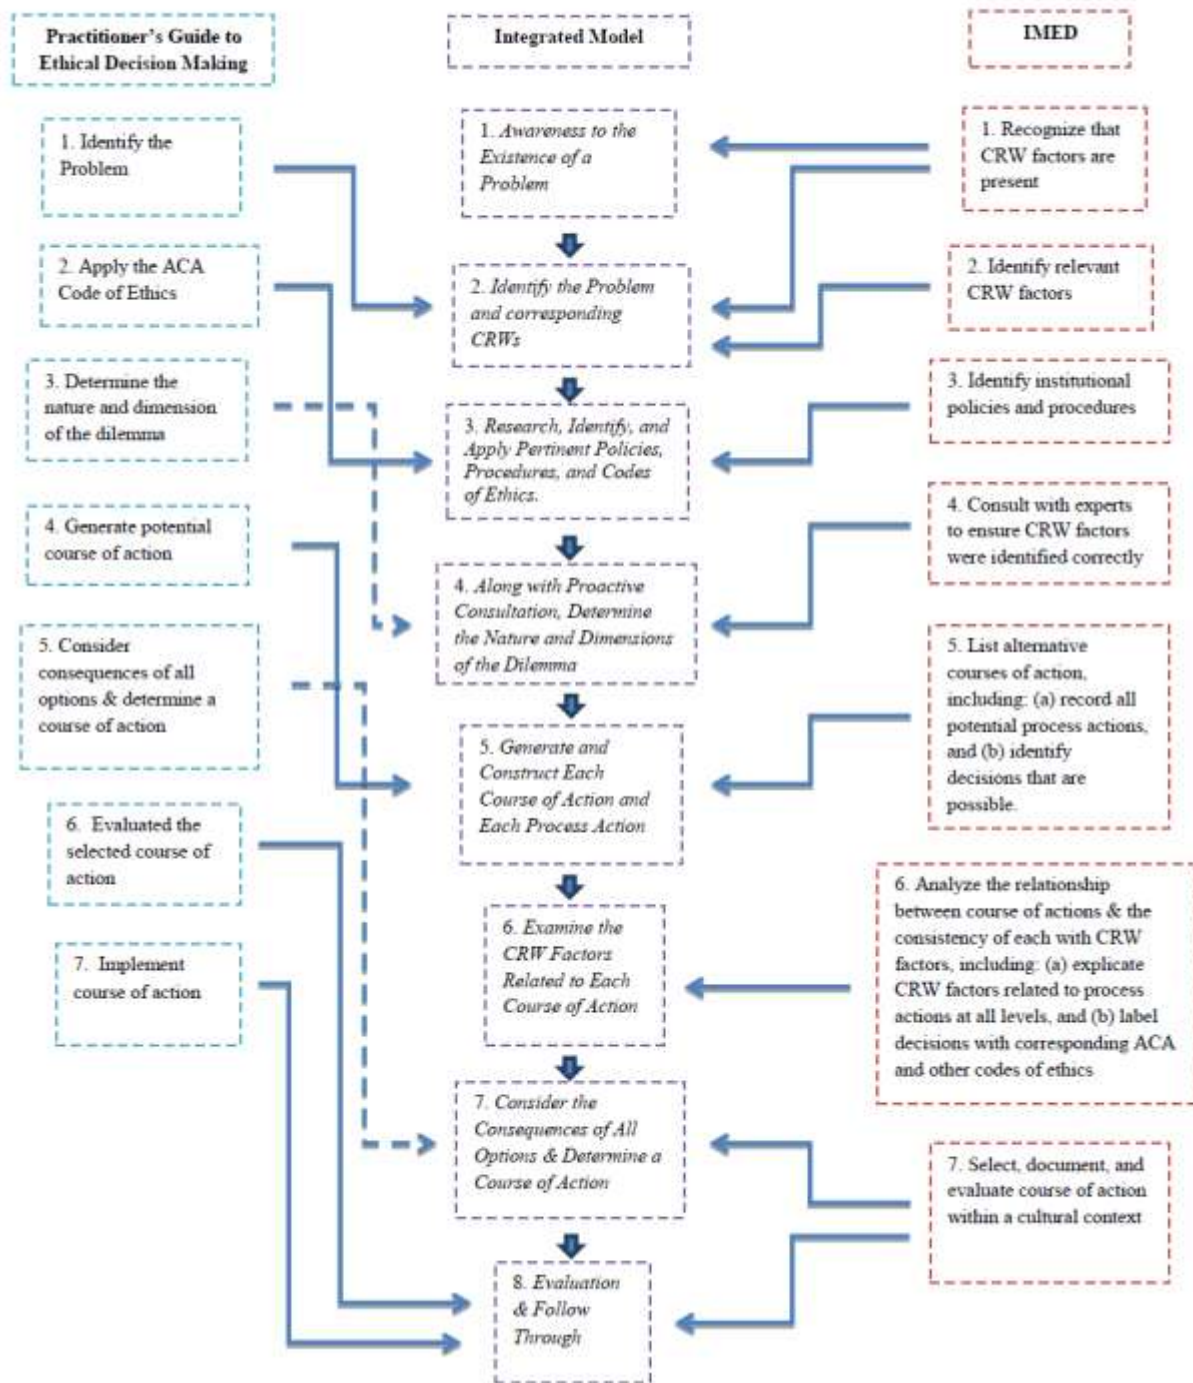 Practitioner's Guide to
Ethical Decision Making
1. Identify the
Problem
2. Apply the ACA
Code of Ethics
3. Determine the
nature and dimension
of the dilemma
4. Generate potential
course of action
5. Consider
consequences of all
options & determine a
course of action
6. Evaluated the
selected course of
action
7. Implement
course of action
Integrated Model
1. Awareness to the
Existence of a
Problem
2. Identify the Problem
and corresponding
CRWs
3. Research, Identify, and
Apply Pertinent Policies,
Procedures, and Codes
of Ethics.
4. Along with Proactive
Consultation, Determine
the Nature and Dimensions
of the Dilemma
5. Generate and
Construct Each
Course of Action and
Each Process Action
6. Examine the
CRW Factors
Related to Each
Course of Action
7. Consider the
Consequences of All
Options & Determine a
Course of Action
8. Evaluation
& Follow
Through
IMED
1. Recognize that
CRW factors are
present
2. Identify relevant
CRW factors
3. Identify institutional
policies and procedures
4. Consult with experts
to ensure CRW factors
were identified correctly
5. List alternative
courses of action,
including: (a) record all
potential process actions,
and (b) identify
decisions that are
possible.
6. Analyze the relationship
between course of actions & the
consistency of each with CRW
factors, including: (a) explicate
CRW factors related to process
actions at all levels, and (b) label
decisions with corresponding ACA
and other codes of ethics
7. Select, document, and
evaluate course of action
within a cultural context